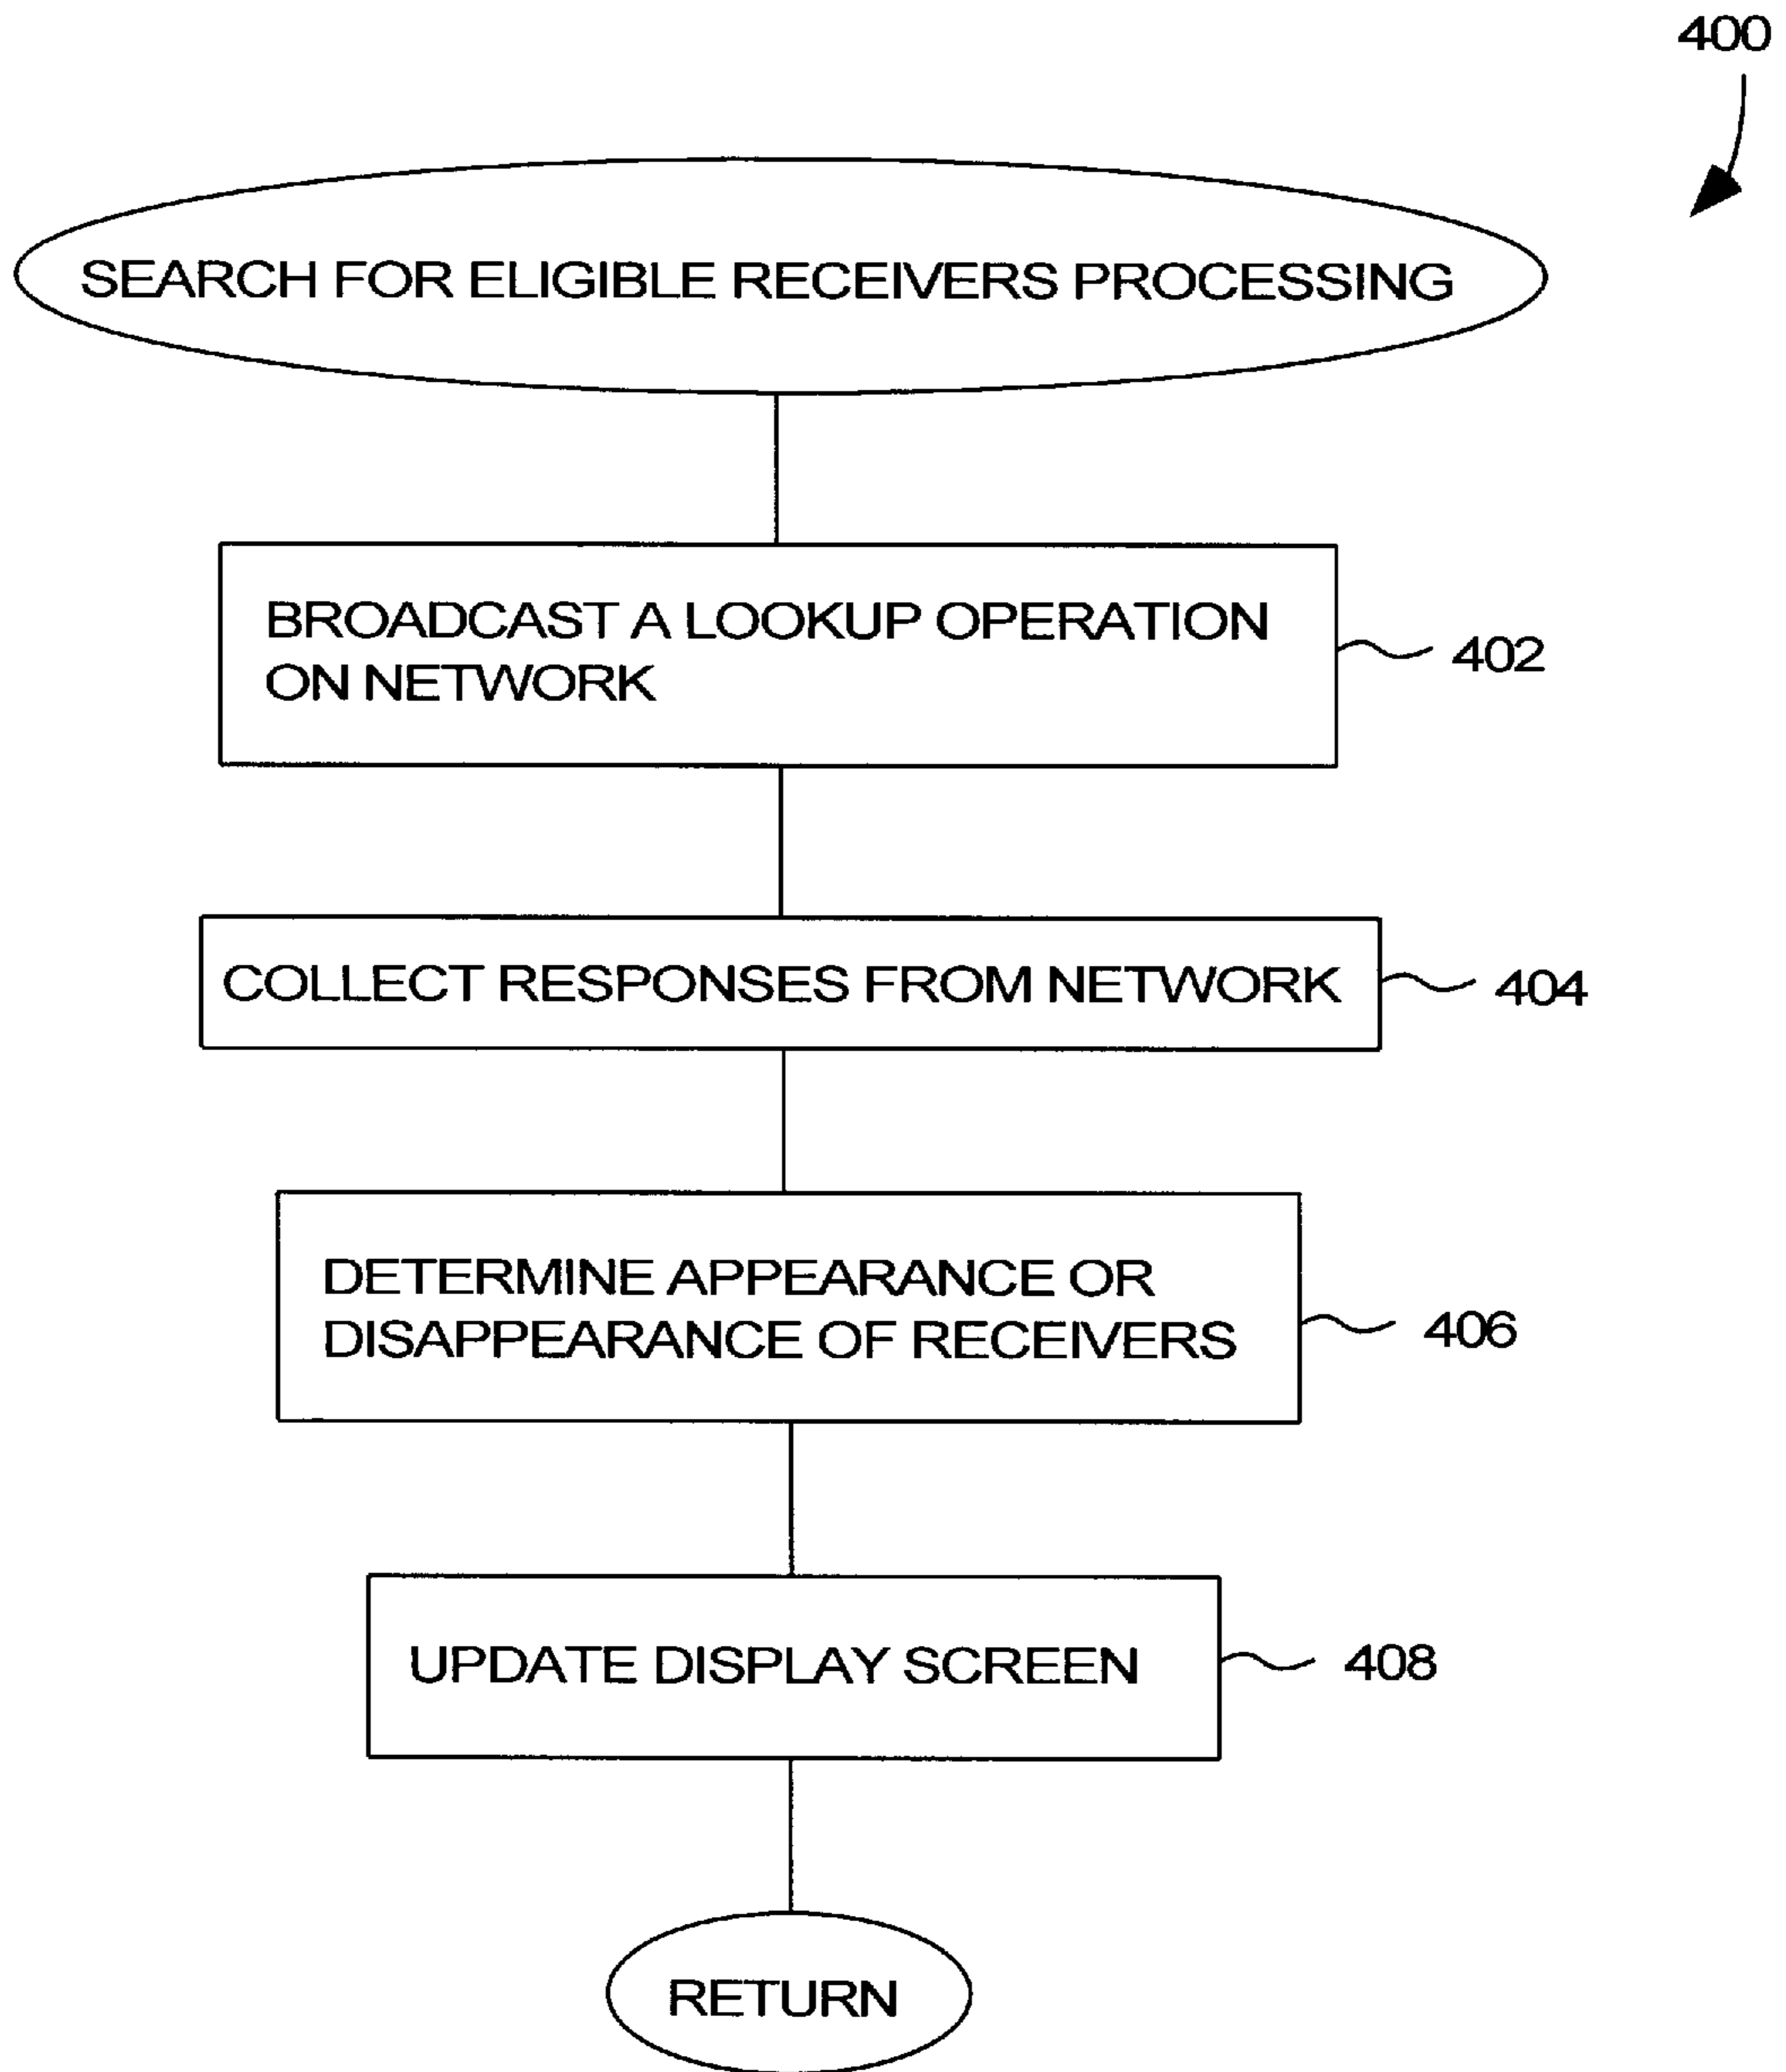 400
SEARCH FOR ELIGIBLE RECEIVERS PROCESSING
BROADCAST A LOOKUP OPERATION
ON NETWORK
402
COLLECT RESPONSES FROM NETWORK
404
DETERMINE APPEARANCE OR
DISAPPEARANCE OF RECEIVERS
406
UPDATE DISPLAY SCREEN
408
RETURN